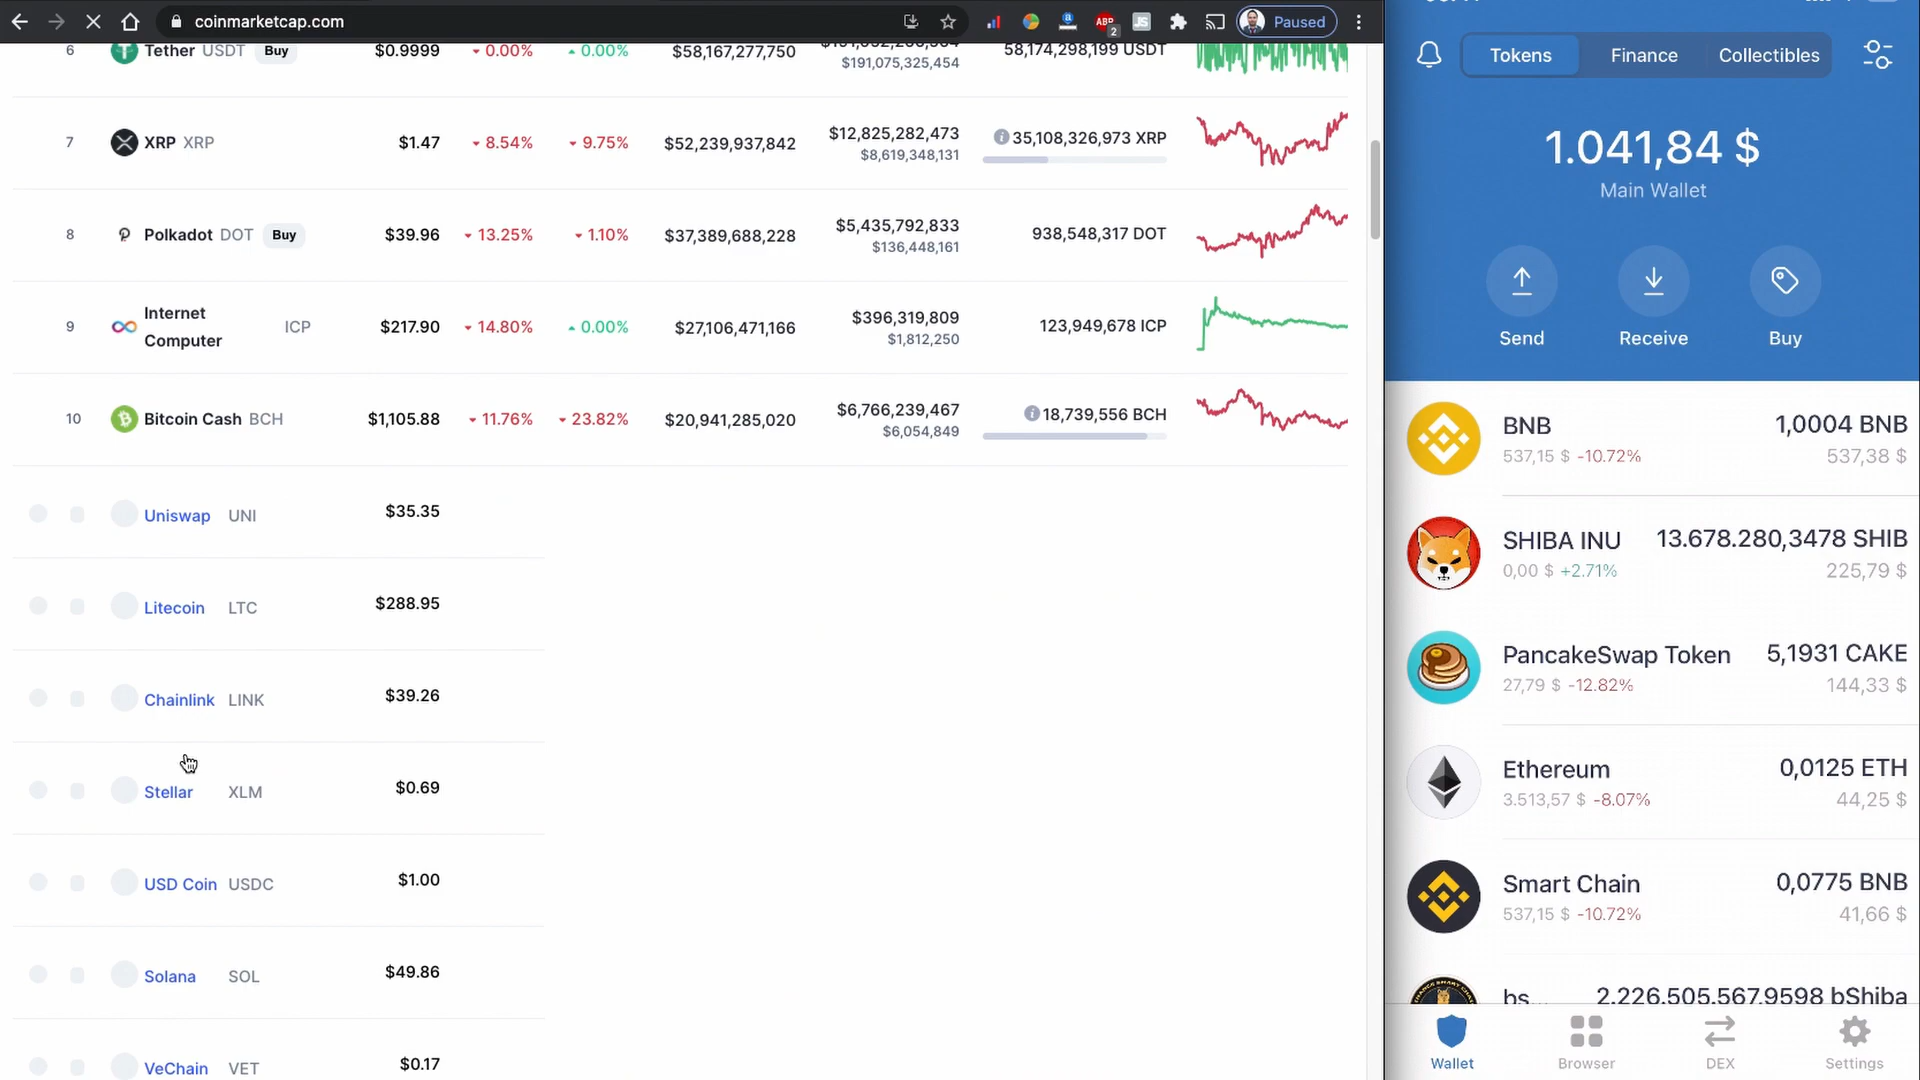 coinmarketcap.com
ABP
2
JS
Paused
6 Tether USDT Buy $0.9999 0.00% 0.00% $58,167,277,750 58,174,298,199 USDT
$191,075,325,454
7 XRP XRP $1.47 8.54% 9.75% $52,239,937,842 $12,825,282,473 35,108,326,973 XRP
$8,619,348,131
8 Polkadot DOT Buy $39.96 13.25% 1.10% $37,389,688,228 $5,435,792,833 938,548,317 DOT
$136,448,161
9 Internet Computer ICP $217.90 14.80% 0.00% $27,106,471,166 $396,319,809 123,949,678 ICP
$1,812,250
10 Bitcoin Cash BCH $1,105.88 11.76% 23.82% $20,941,285,020 $6,766,239,467 18,739,556 BCH
$6,054,849
Uniswap UNI $35.35
Litecoin LTC $288.95
Chainlink LINK $39.26
Stellar XLM $0.69
USD Coin USDC $1.00
Solana SOL $49.86
VeChain VET $0.17
Tokens Finance Collectibles
1.041,84 $
Main Wallet
Send Receive Buy
BNB 1,0004 BNB
537,15 $ -10.72% 537,38 $
SHIBA INU 13.678.280,3478 SHIB
0,00 $ +2.71% 225,79 $
PancakeSwap Token 5,1931 CAKE
27,79 $ -12.82% 144,33 $
Ethereum 0,0125 ETH
3.513,57 $ -8.07% 44,25 $
Smart Chain 0,0775 BNB
537,15 $ -10.72% 41,66 $
bs... 2.226.505.567,9598 bShiba
Wallet Browser DEX Settings